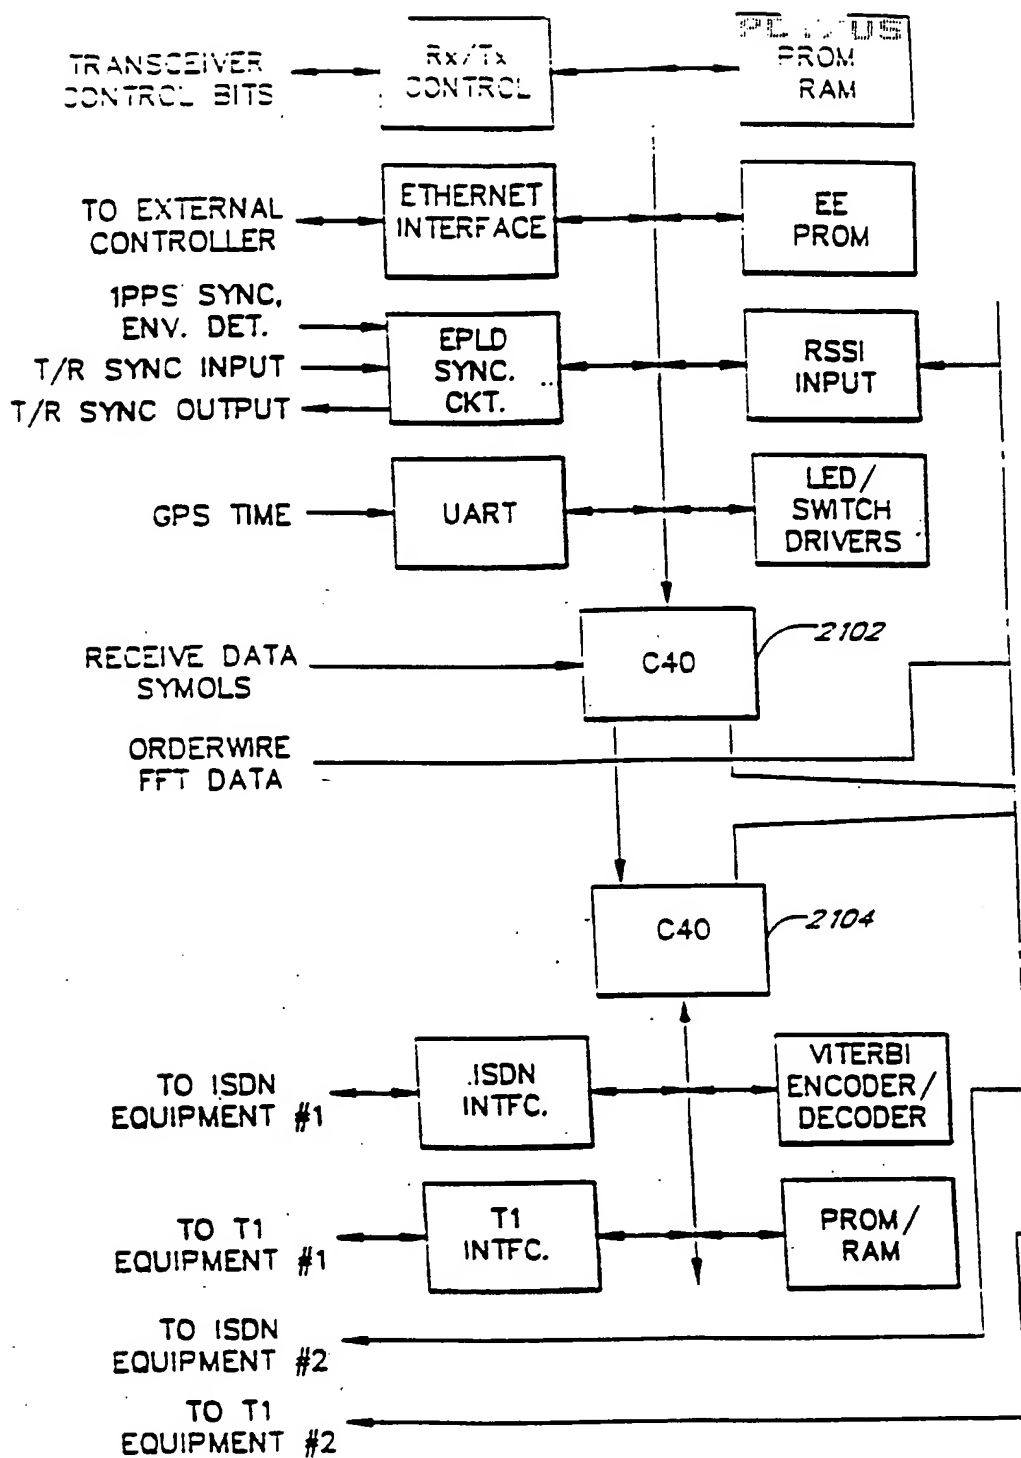 PCT/US
TRANSCEIVER
CONTROL BITS
Rx/Tx
CONTROL
PROM
RAM
TO EXTERNAL
CONTROLLER
ETHERNET
INTERFACE
EE
PROM
1PPS SYNC,
ENV. DET.
T/R SYNC INPUT
T/R SYNC OUTPUT
EPLD
SYNC.
CKT.
RSSI
INPUT
GPS TIME
UART
LED/
SWITCH
DRIVERS
RECEIVE DATA
SYMOLS
C40
2102
ORDERWIRE
FFT DATA
C40
2104
TO ISDN
EQUIPMENT #1
ISDN
INTFC.
VITERBI
ENCODER/
DECODER
TO T1
EQUIPMENT #1
T1
INTFC.
PROM/
RAM
TO ISDN
EQUIPMENT #2
TO T1
EQUIPMENT #2